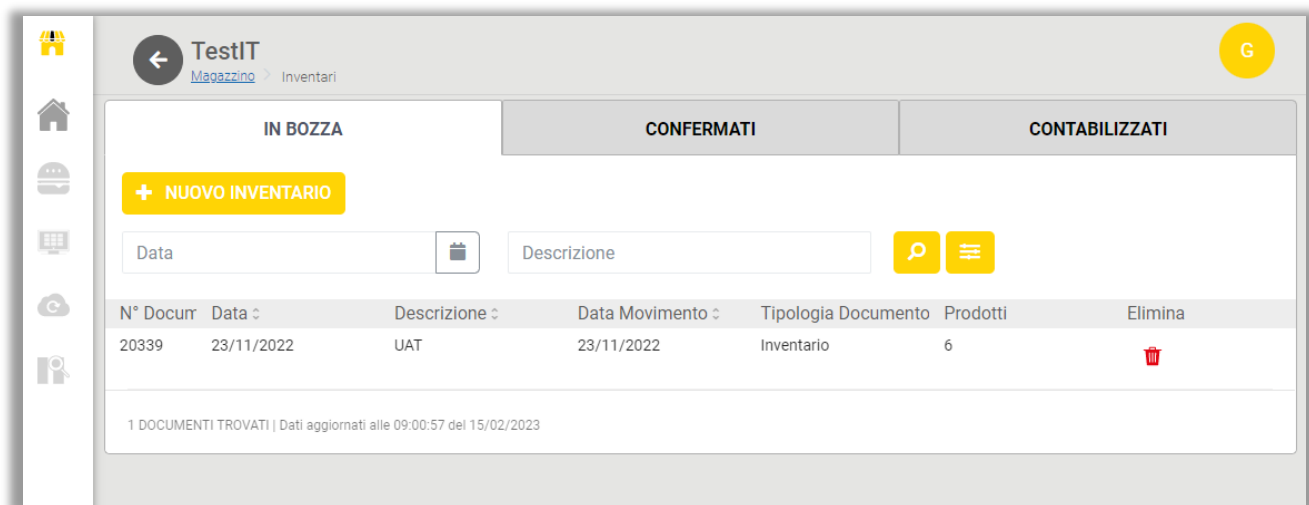 TestIT
G
Magazzino > Inventari
IN BOZZA CONFERMATI CONTABILIZZATI
+ NUOVO INVENTARIO
Data Descrizione
N° Docum Data Descrizione Data Movimento Tipologia Documento Prodotti Elimina
20339 23/11/2022 UAT 23/11/2022 Inventario 6
1 DOCUMENTI TROVATI | Dati aggiornati alle 09:00:57 del 15/02/2023